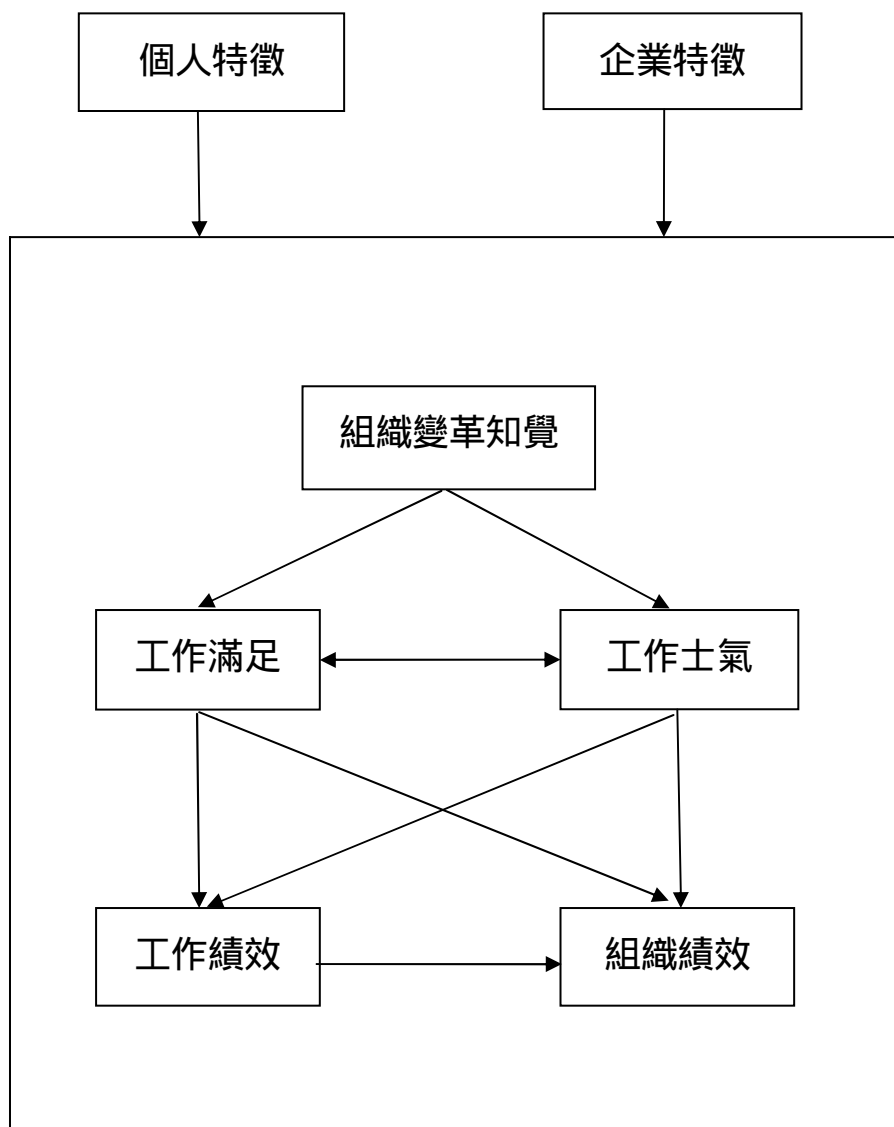 個人特徵
企業特徵
組織變革知覺
工作滿足
工作士氣
工作績效
組織績效